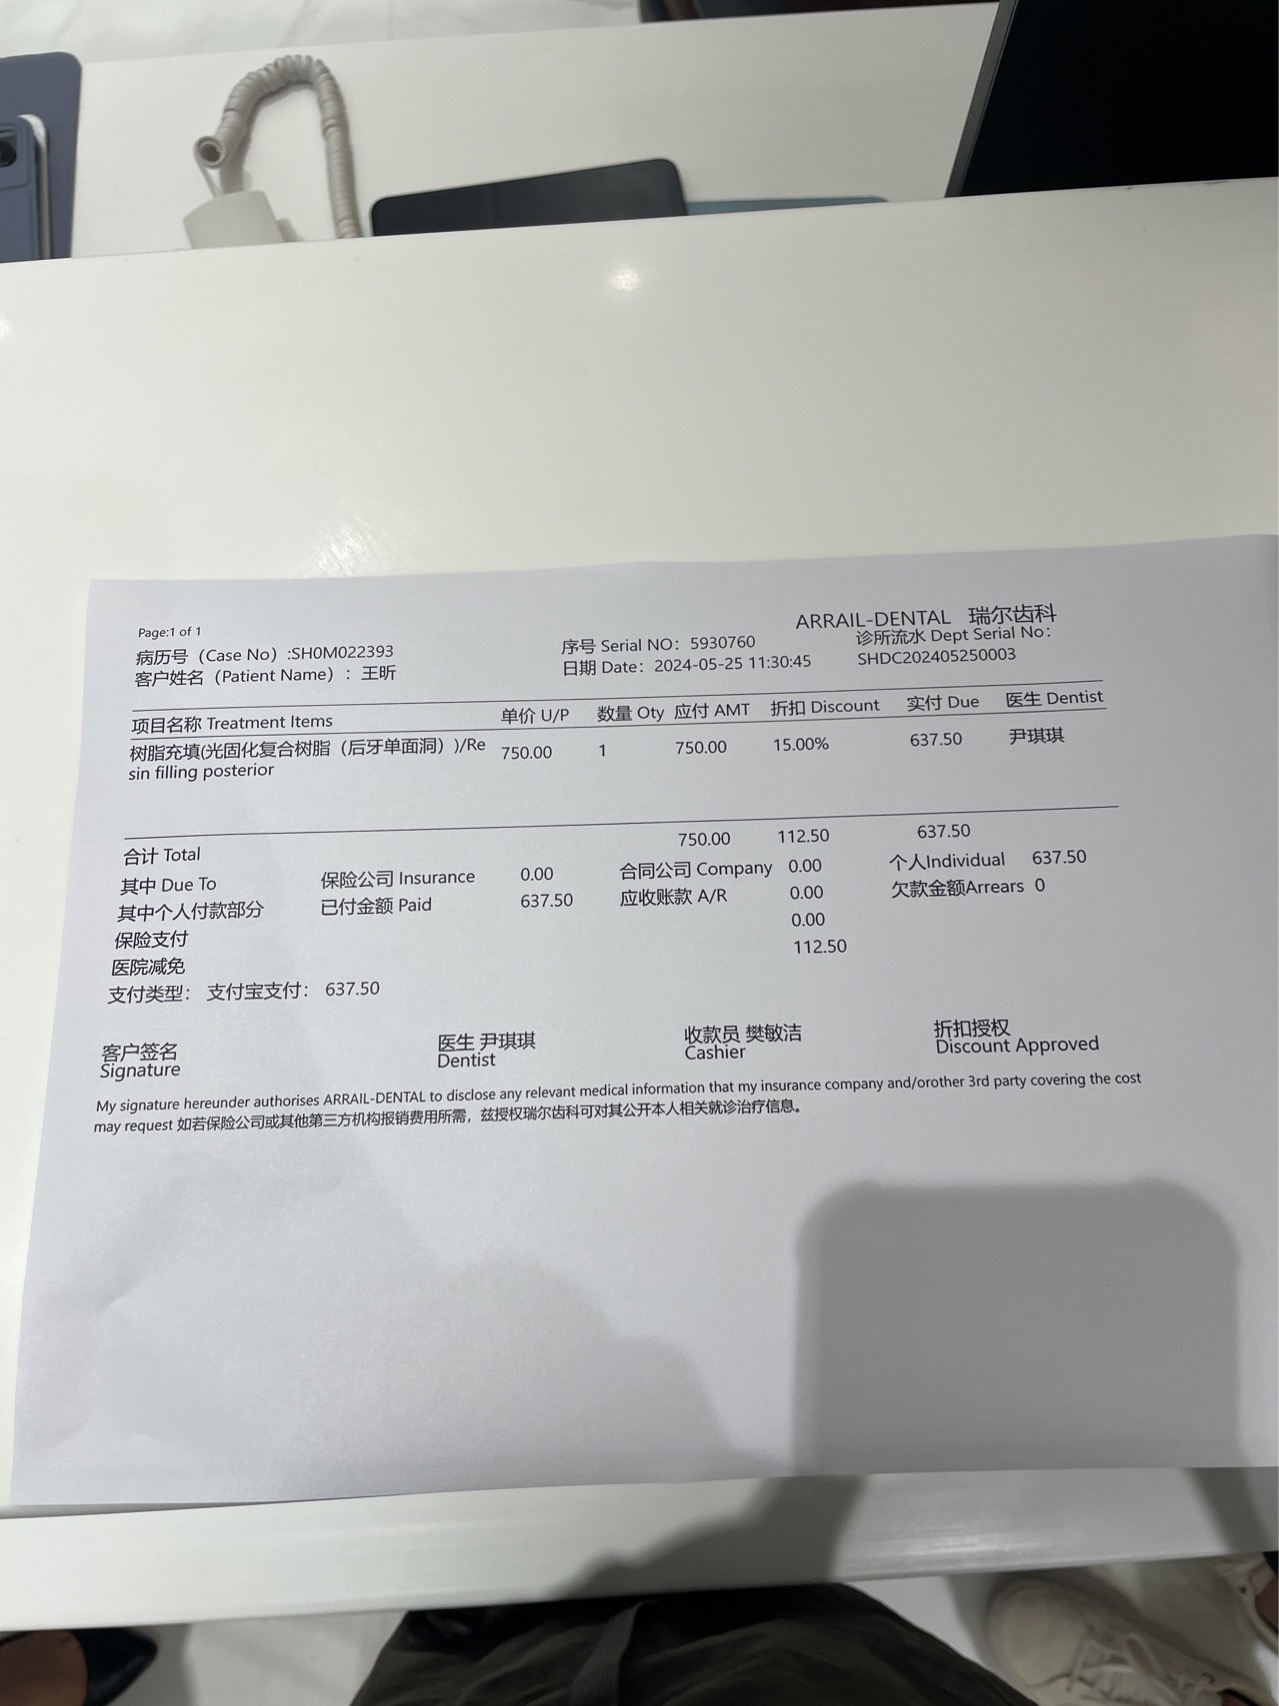 ARRAIL-DENTAL 瑞尔齿科
Page:1 of 1
病历号（Case No）:SH0M022393 序号 Serial NO：5930760 诊所流水 Dept Serial No：
客户姓名（Patient Name）：王昕 日期 Date：2024-05-25 11:30:45 SHDC202405250003
项目名称 Treatment Items 单价 U/P 数量 Qty 应付 AMT 折扣 Discount 实付 Due 医生 Dentist
树脂充填(光固化复合树脂（后牙单面洞）)/Re 750.00 1 750.00 15.00% 637.50 尹琪琪
sin filling posterior
合计 Total 750.00 112.50 637.50
其中 Due To 保险公司 Insurance 0.00 合同公司 Company 0.00 个人Individual 637.50
其中个人付款部分 已付金额 Paid 637.50 应收账款 A/R 0.00 欠款金额Arrears 0
保险支付 0.00
医院减免 112.50
支付类型： 支付宝支付： 637.50
客户签名 医生 尹琪琪 收款员 樊敏洁 折扣授权
Signature Dentist Cashier Discount Approved
My signature hereunder authorises ARRAIL-DENTAL to disclose any relevant medical information that my insurance company and/orother 3rd party covering the cost
may request 如若保险公司或其他第三方机构报销费用所需，兹授权瑞尔齿科可对其公开本人相关就诊治疗信息。